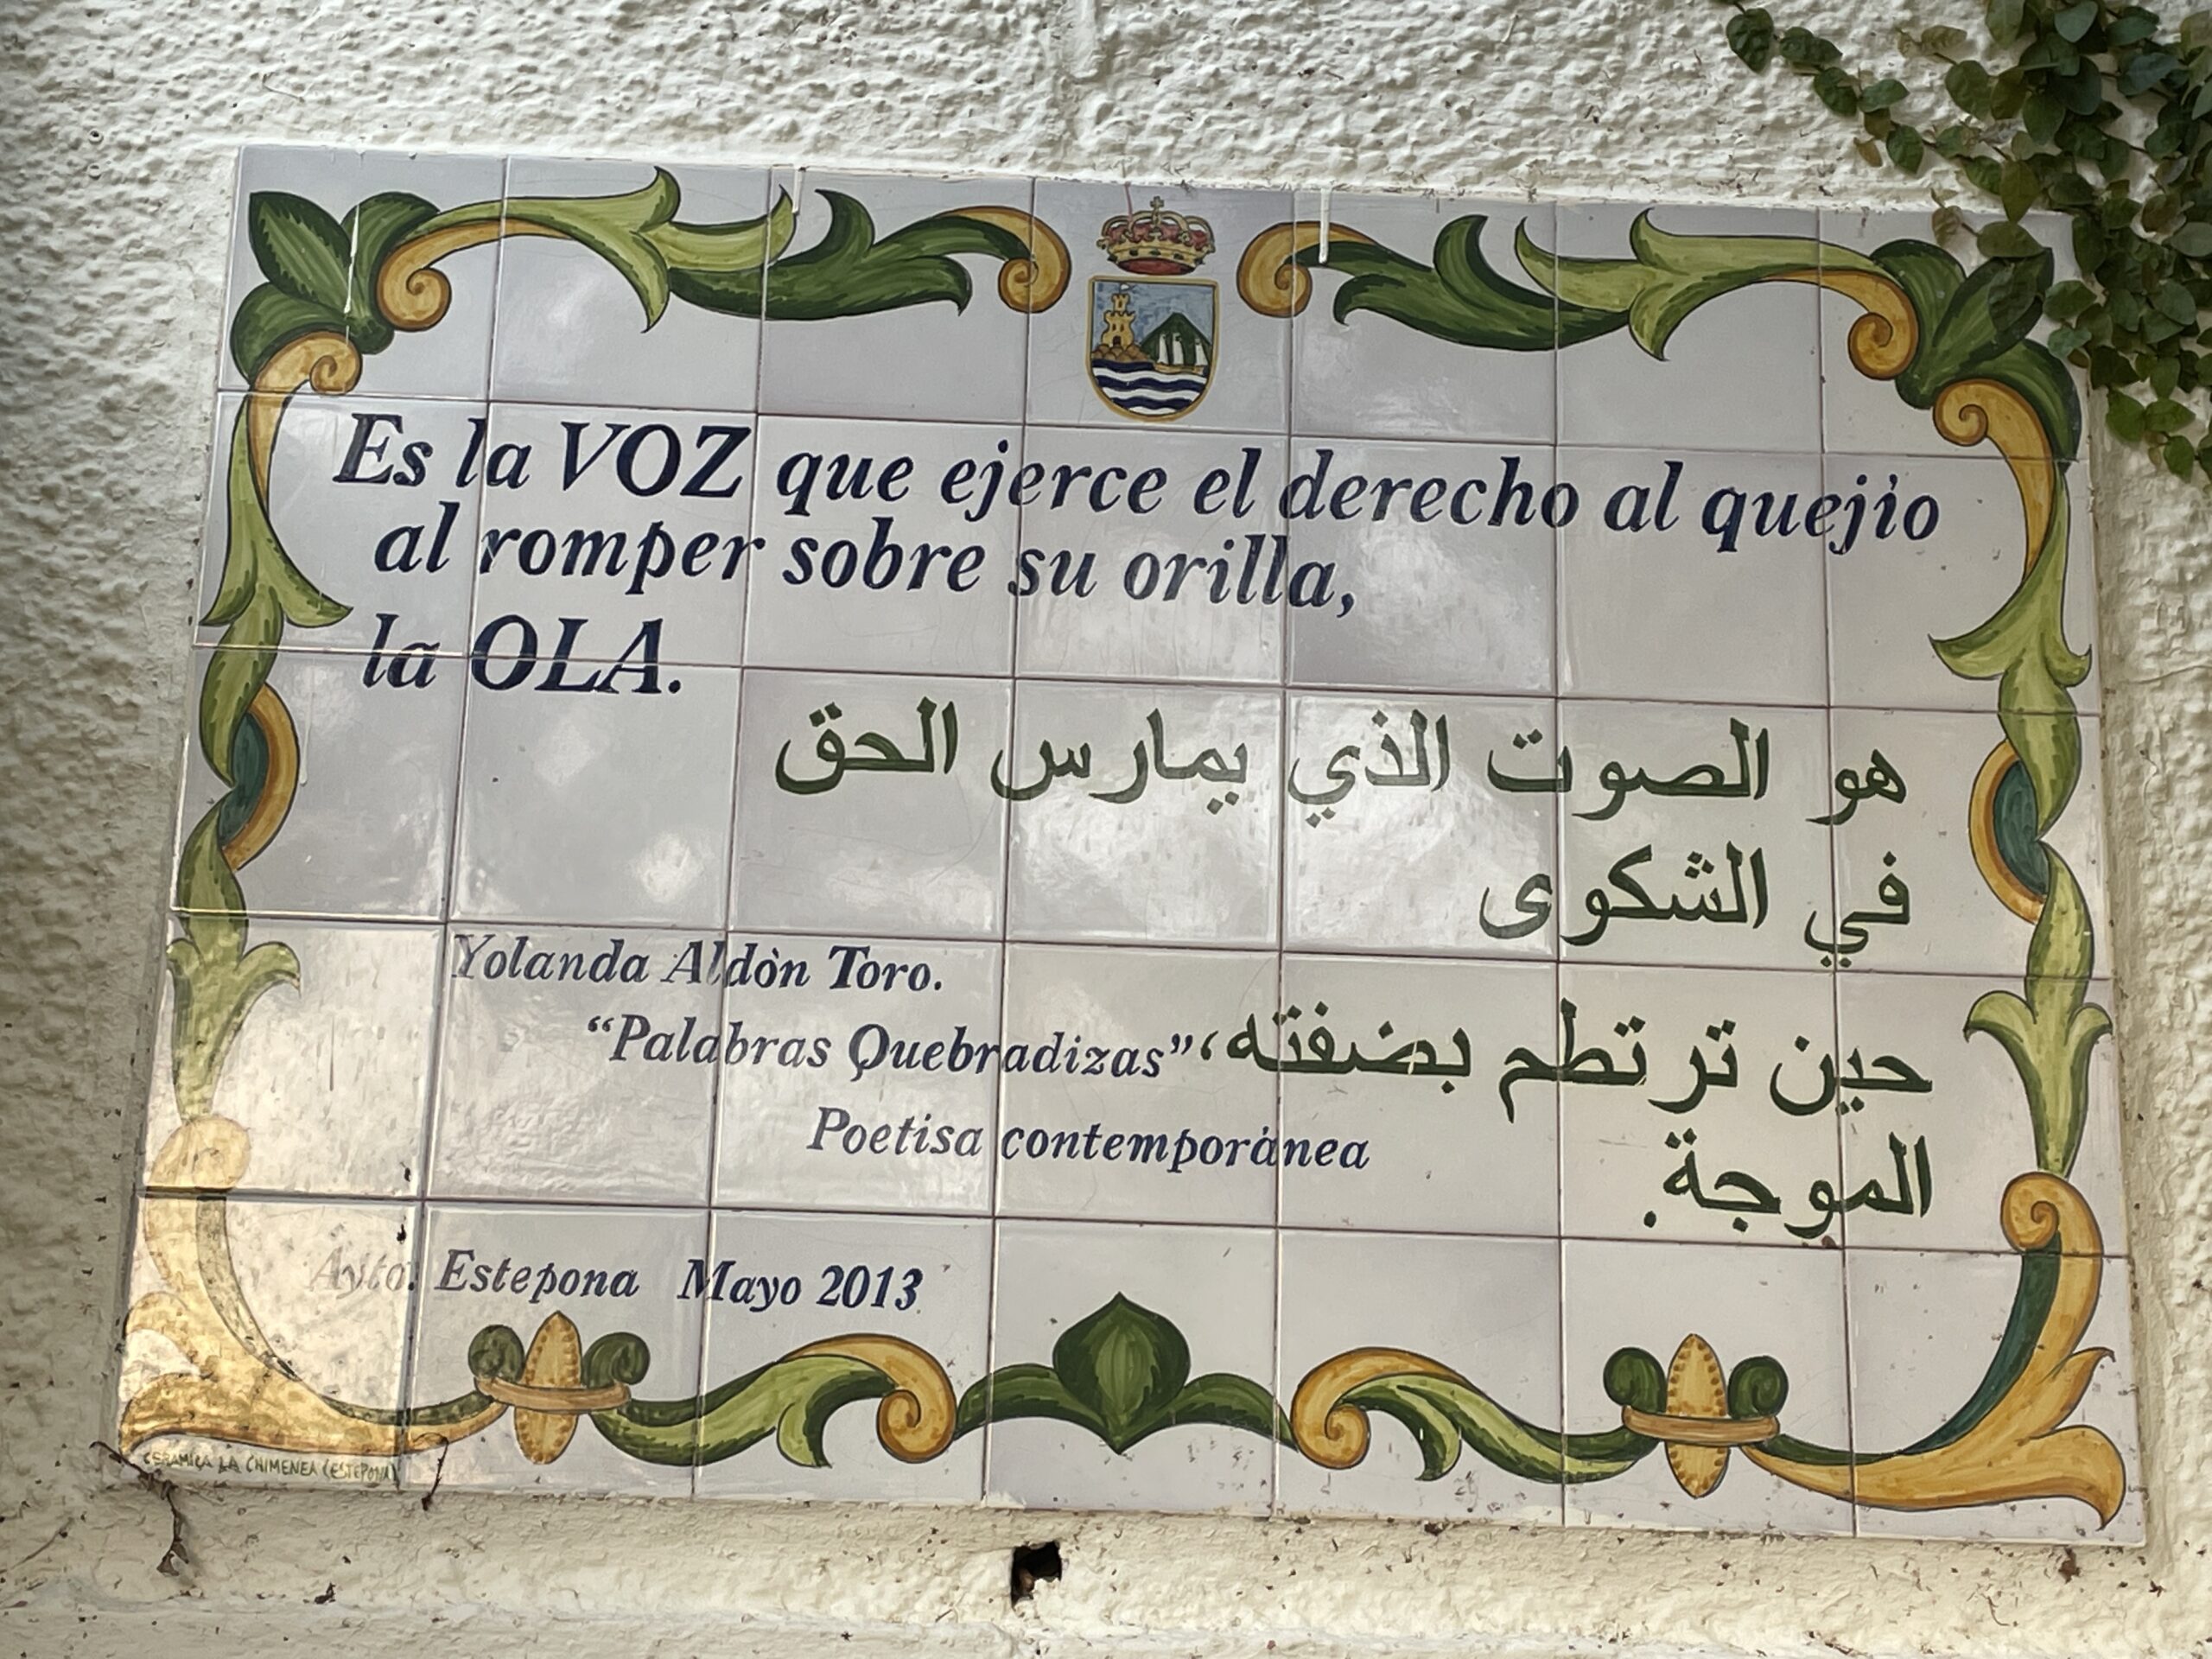 Es la VOZ que ejerce el derecho al quejìo
al romper sobre su orilla,
la OLA.
هو الصوت الذي يمارس الحق
في الشكوى
حين ترتطم بضفته،
الموجة.
Yolanda Aldòn Toro.
“Palabras Quebradizas”
Poetisa contemporànea
Ayto. Estepona Mayo 2013
CERAMICA LA CHIMENEA (ESTEPONA)